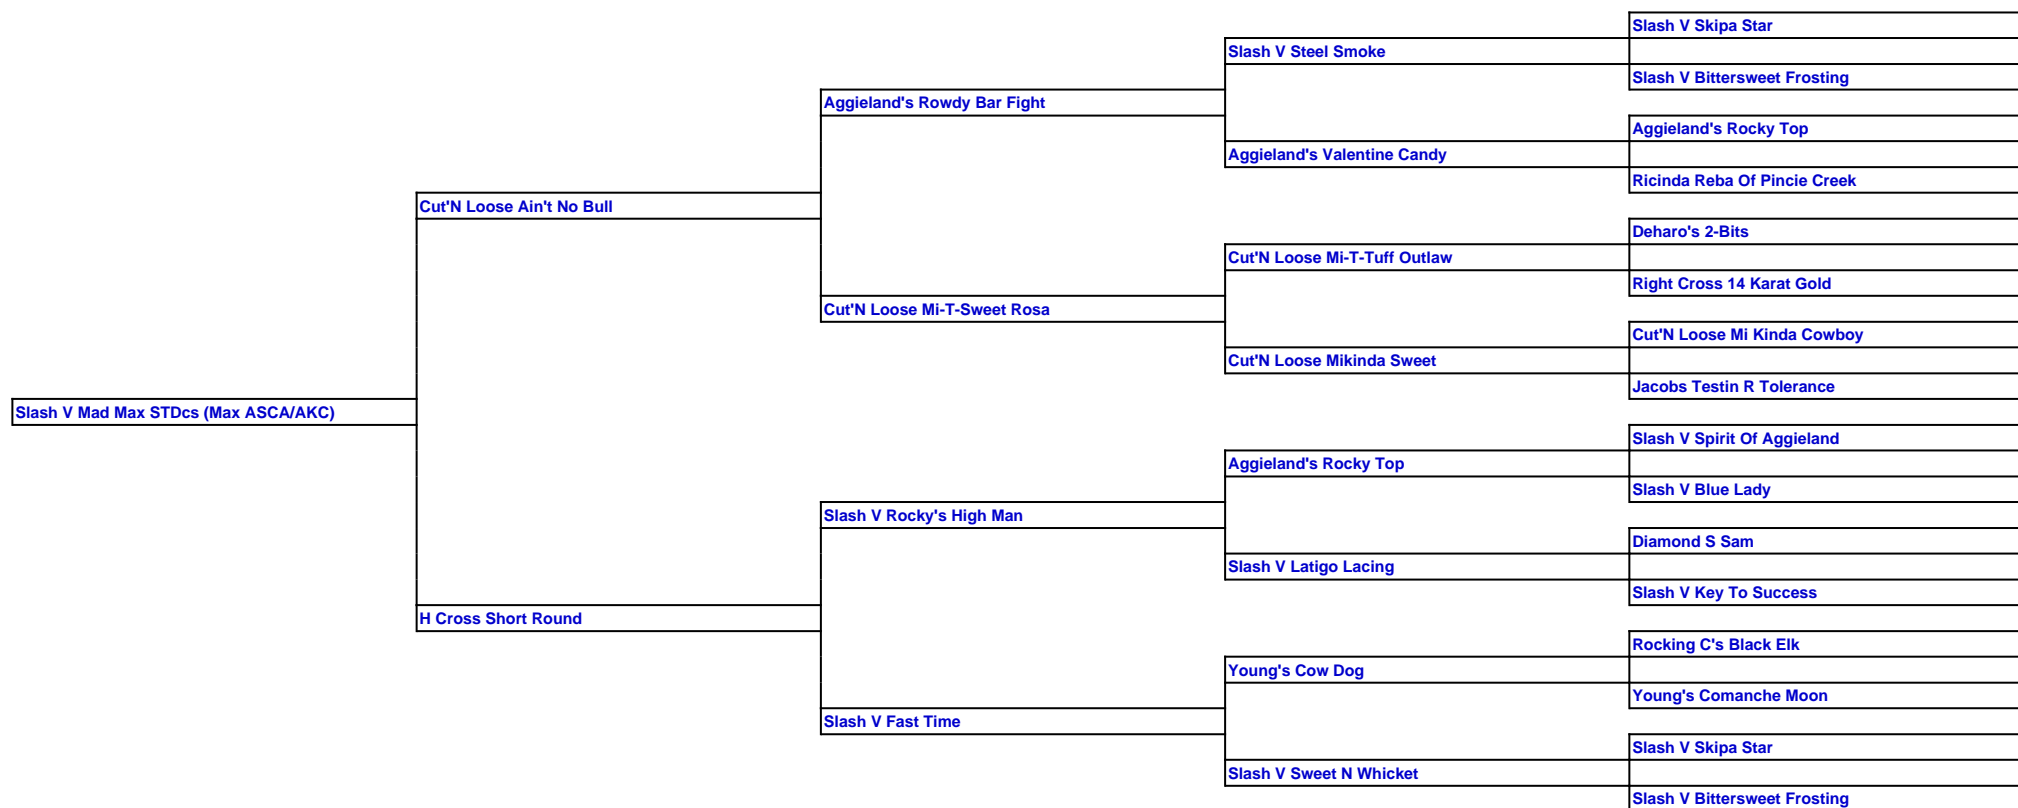 Slash V Skipa Star
Slash V Steel Smoke
Slash V Bittersweet Frosting
Aggieland's Rowdy Bar Fight
Aggieland's Rocky Top
Aggieland's Valentine Candy
Ricinda Reba Of Pincie Creek
Cut'N Loose Ain't No Bull
Deharo's 2-Bits
Cut'N Loose Mi-T-Tuff Outlaw
Right Cross 14 Karat Gold
Cut'N Loose Mi-T-Sweet Rosa
Cut'N Loose Mi Kinda Cowboy
Cut'N Loose Mikinda Sweet
Jacobs Testin R Tolerance
Slash V Mad Max STDcs (Max ASCA/AKC)
Slash V Spirit Of Aggieland
Aggieland's Rocky Top
Slash V Blue Lady
Slash V Rocky's High Man
Diamond S Sam
Slash V Latigo Lacing
Slash V Key To Success
H Cross Short Round
Rocking C's Black Elk
Young's Cow Dog
Young's Comanche Moon
Slash V Fast Time
Slash V Skipa Star
Slash V Sweet N Whicket
Slash V Bittersweet Frosting